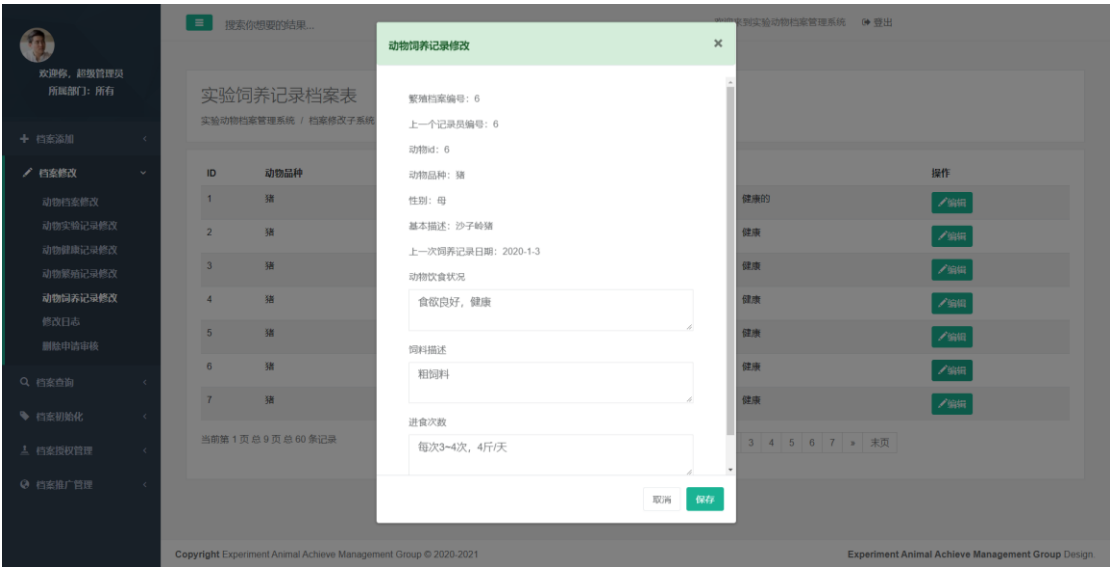 搜索你想要的结果...
到实验动物档案管理系统 登出
欢迎你，超级管理员
所属部门：所有
档案添加
档案修改
动物档案修改
动物实验记录修改
动物健康记录修改
动物繁殖记录修改
动物饲养记录修改
修改日志
删除申请审核
档案查询
档案初始化
档案授权管理
档案推广管理
实验饲养记录档案表
实验动物档案管理系统 / 档案修改子系统
ID 动物品种 操作
1 猪 健康的 编辑
2 猪 健康 编辑
3 猪 健康 编辑
4 猪 健康 编辑
5 猪 健康 编辑
6 猪 健康 编辑
7 猪 健康 编辑
当前第 1 页 总 9 页 总 60 条记录
3 4 5 6 7 » 末页
动物饲养记录修改 ×
繁殖档案编号：6
上一个记录员编号：6
动物id：6
动物品种：猪
性别：母
基本描述：沙子岭猪
上一次饲养记录日期：2020-1-3
动物饮食状况
食欲良好，健康
饲料描述
粗饲料
进食次数
每次3~4次，4斤/天
取消 保存
Copyright Experiment Animal Achieve Management Group © 2020-2021
Experiment Animal Achieve Management Group Design.